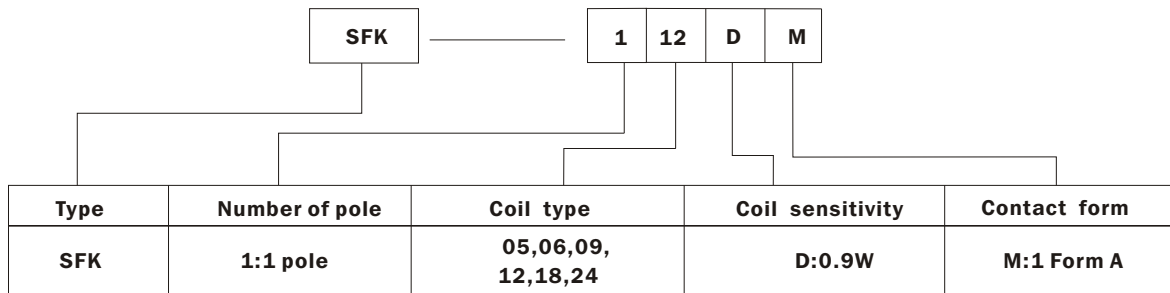 SFK 1 12 D M
Type Number of pole Coil type Coil sensitivity Contact form
SFK 1:1 pole 05,06,09, D:0.9W M:1 Form A
12,18,24